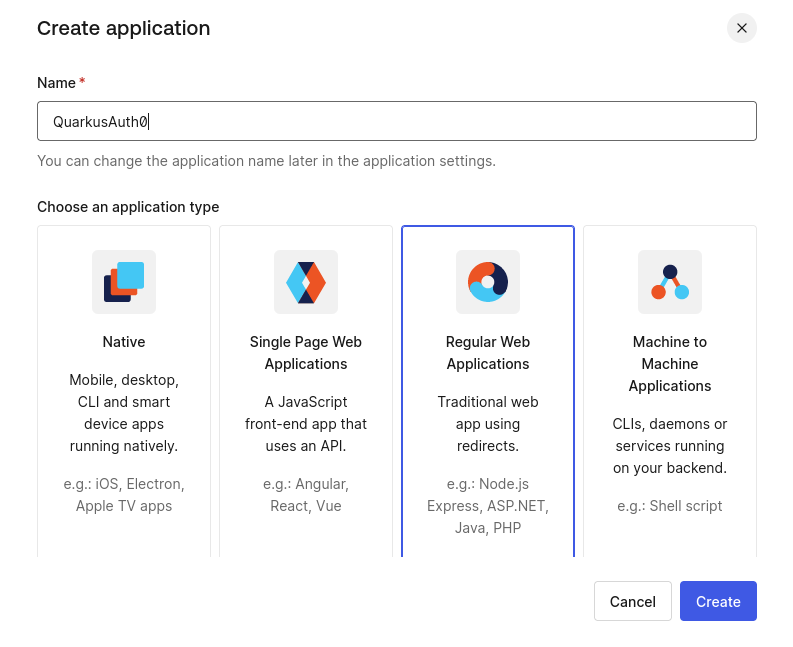 Create application
Name *
QuarkusAuth0
You can change the application name later in the application settings.
Choose an application type
Native
Mobile, desktop,
CLI and smart
device apps
running natively.
e.g.: iOS, Electron,
Apple TV apps
Single Page Web
Applications
A JavaScript
front-end app that
uses an API.
e.g.: Angular,
React, Vue
Regular Web
Applications
Traditional web
app using
redirects.
e.g.: Node.js
Express, ASP.NET,
Java, PHP
Machine to
Machine
Applications
CLIs, daemons or
services running
on your backend.
e.g.: Shell script
Cancel
Create